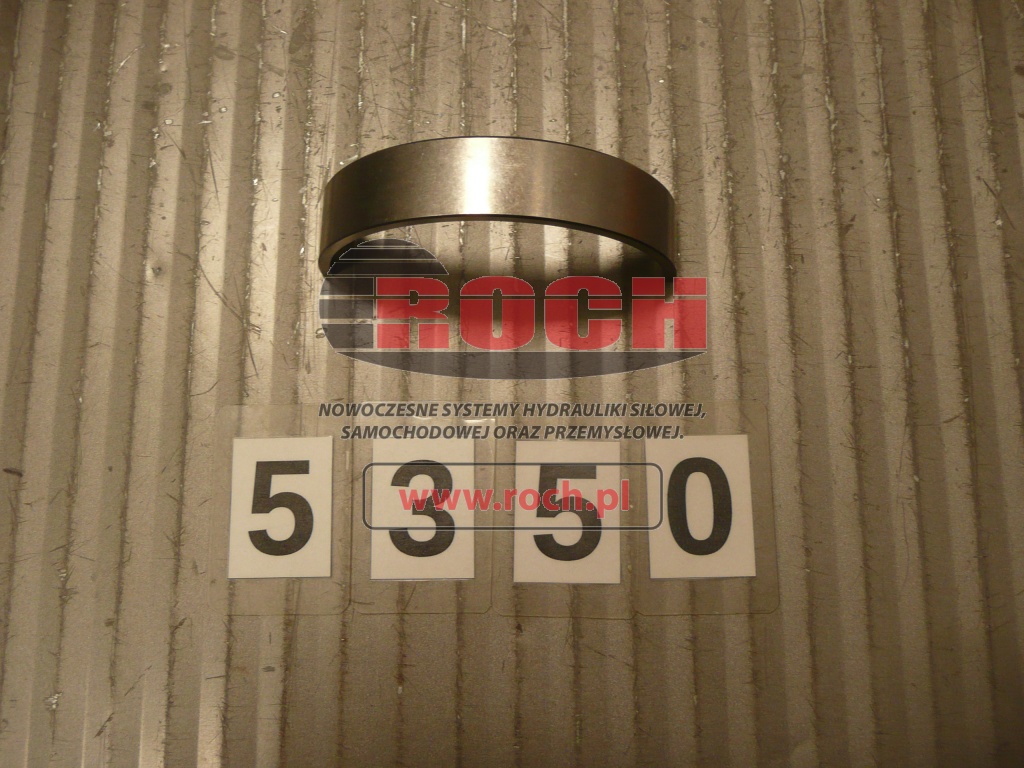 ROCH
NOWOCZESNE SYSTEMY HYDRAULIKI SIŁOWEJ,
SAMOCHODOWEJ ORAZ PRZEMYSŁOWEJ.
www.roch.pl
5 3 5 0